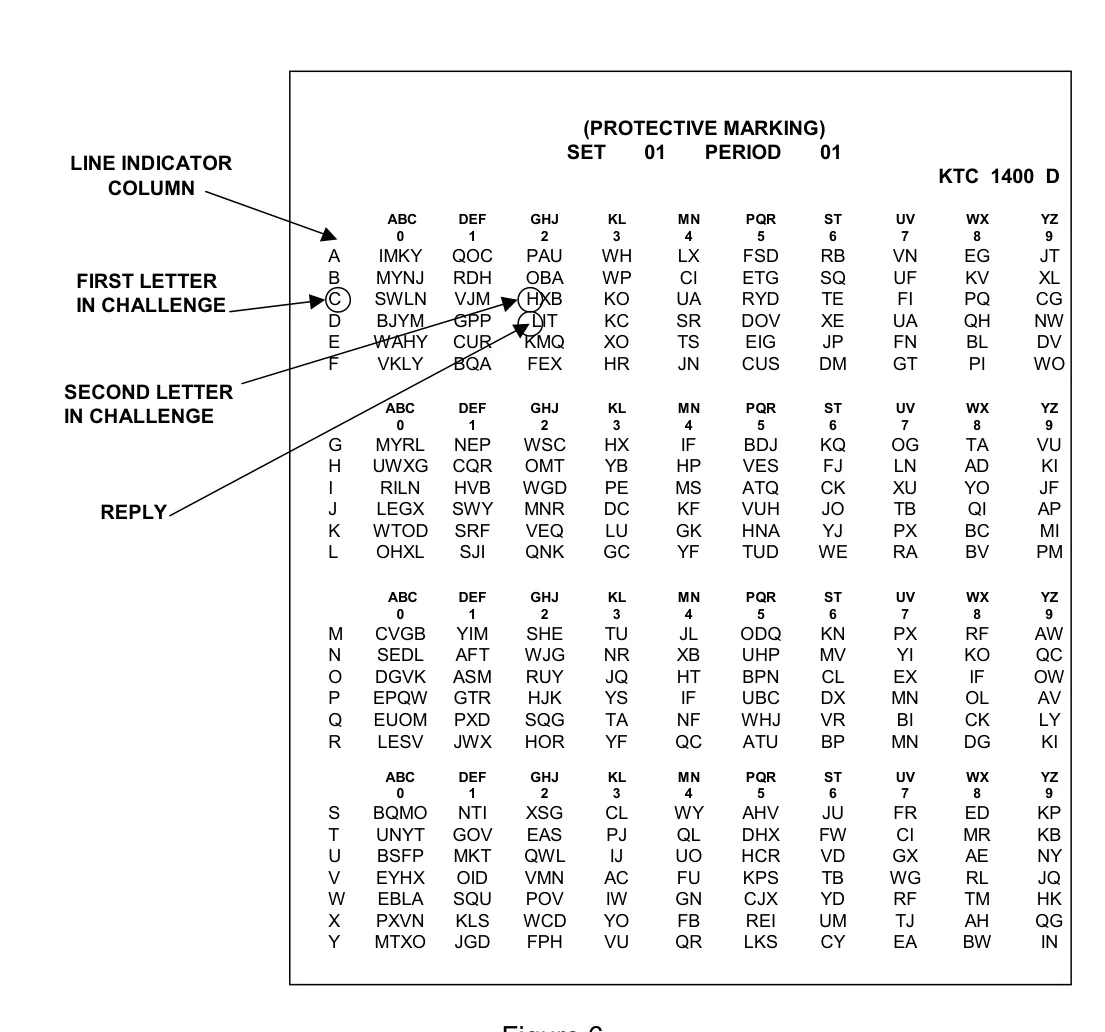 (PROTECTIVE MARKING)
SET 01 PERIOD 01
KTC 1400 D
LINE INDICATOR
COLUMN
FIRST LETTER
IN CHALLENGE
SECOND LETTER
IN CHALLENGE
REPLY
ABC DEF GHJ KL MN PQR ST UV WX YZ
0 1 2 3 4 5 6 7 8 9
A IMKY QOC PAU WH LX FSD RB VN EG JT
B MYNJ RDH OBA WP CI ETG SQ UF KV XL
C SWLN VJM HXB KO UA RYD TE FI PQ CG
D BJYM GPP LIT KC SR DOV XE UA QH NW
E WAHY CUR KMQ XO TS EIG JP FN BL DV
F VKLY BQA FEX HR JN CUS DM GT PI WO
ABC DEF GHJ KL MN PQR ST UV WX YZ
0 1 2 3 4 5 6 7 8 9
G MYRL NEP WSC HX IF BDJ KQ OG TA VU
H UWXG CQR OMT YB HP VES FJ LN AD KI
I RILN HVB WGD PE MS ATQ CK XU YO JF
J LEGX SWY MNR DC KF VUH JO TB QI AP
K WTOD SRF VEQ LU GK HNA YJ PX BC MI
L OHXL SJI QNK GC YF TUD WE RA BV PM
ABC DEF GHJ KL MN PQR ST UV WX YZ
0 1 2 3 4 5 6 7 8 9
M CVGB YIM SHE TU JL ODQ KN PX RF AW
N SEDL AFT WJG NR XB UHP MV YI KO QC
O DGVK ASM RUY JQ HT BPN CL EX IF OW
P EPQW GTR HJK YS IF UBC DX MN OL AV
Q EUOM PXD SQG TA NF WHJ VR BI CK LY
R LESV JWX HOR YF QC ATU BP MN DG KI
ABC DEF GHJ KL MN PQR ST UV WX YZ
0 1 2 3 4 5 6 7 8 9
S BQMO NTI XSG CL WY AHV JU FR ED KP
T UNYT GOV EAS PJ QL DHX FW CI MR KB
U BSFP MKT QWL IJ UO HCR VD GX AE NY
V EYHX OID VMN AC FU KPS TB WG RL JQ
W EBLA SQU POV IW GN CJX YD RF TM HK
X PXVN KLS WCD YO FB REI UM TJ AH QG
Y MTXO JGD FPH VU QR LKS CY EA BW IN